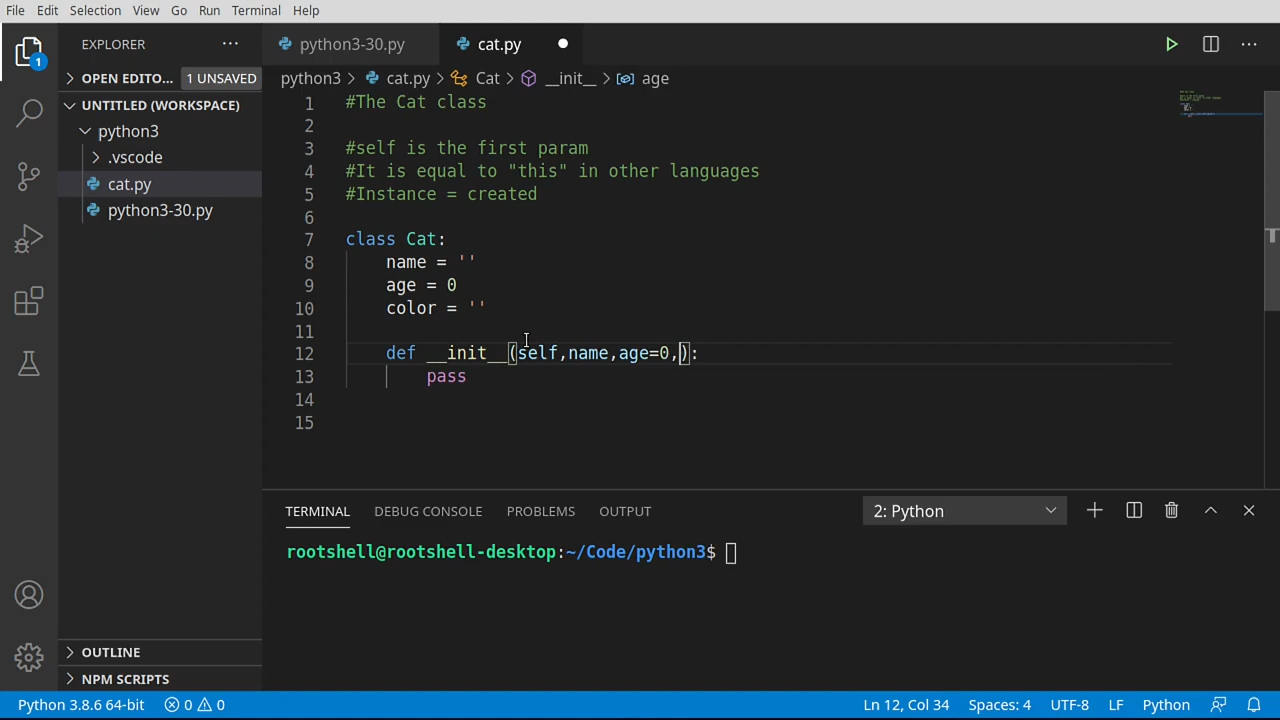 File Edit Selection View Go Run Terminal Help
EXPLORER
python3-30.py
cat.py
1
OPEN EDITO... 1 UNSAVED
python3 cat.py Cat __init__ age
UNTITLED (WORKSPACE)
python3
.vscode
cat.py
python3-30.py
1 #The Cat class
2
3 #self is the first param
4 #It is equal to "this" in other languages
5 #Instance = created
6
7 class Cat:
8 name = ''
9 age = 0
10 color = ''
11
12 def __init__(self,name,age=0,):
13 pass
14
15
TERMINAL DEBUG CONSOLE PROBLEMS OUTPUT 2: Python
rootshell@rootshell-desktop:~/Code/python3$
OUTLINE
NPM SCRIPTS
Python 3.8.6 64-bit 0 0 Ln 12, Col 34 Spaces: 4 UTF-8 LF Python